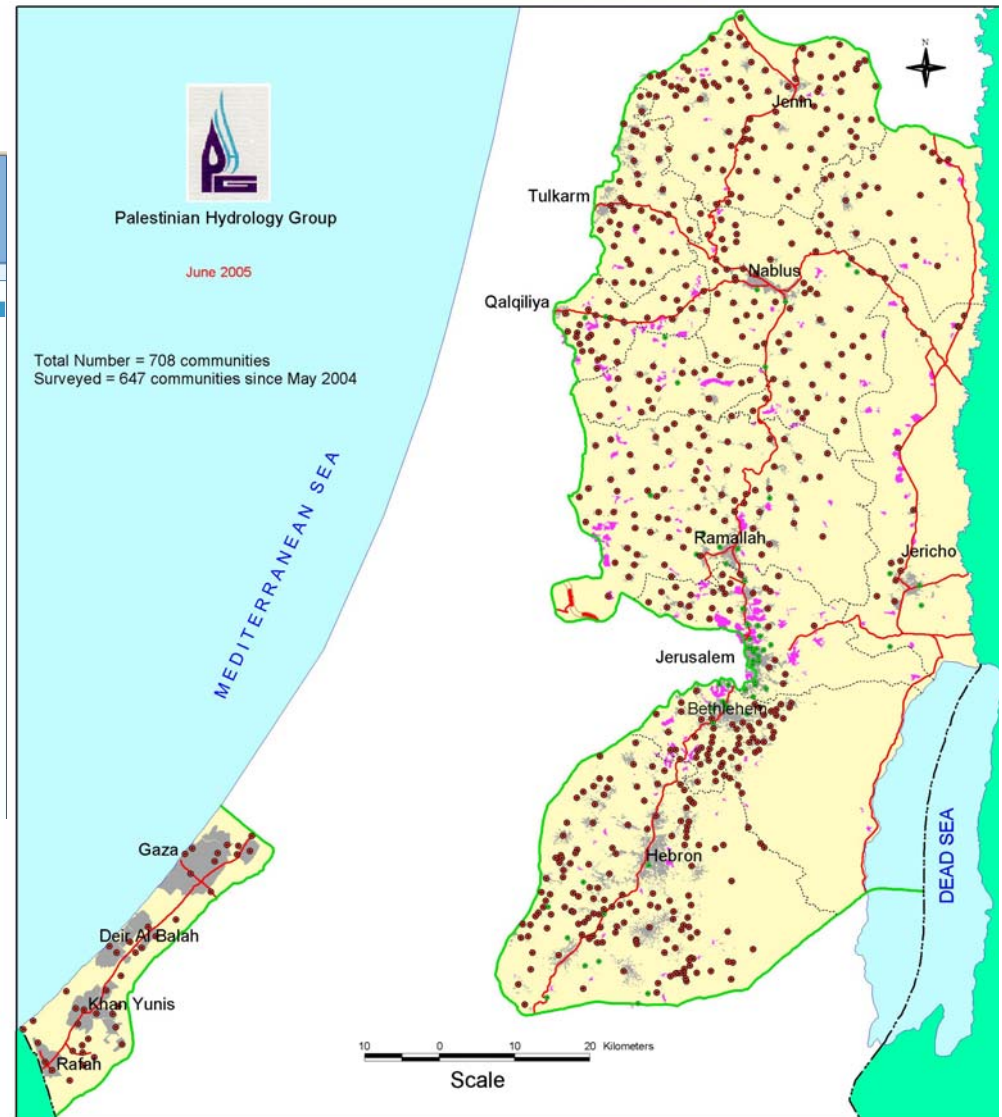 N
PHG
Palestinian Hydrology Group
June 2005
Total Number = 708 communities
Surveyed = 647 communities since May 2004
MEDITERRANEAN SEA
Jenin
Tulkarm
Nablus
Qalqiliya
Ramallah
Jericho
Jerusalem
Bethlehem
Hebron
DEAD SEA
Gaza
Deir Al Balah
Khan Yunis
Rafah
10 0 10 20 Kilometers
Scale